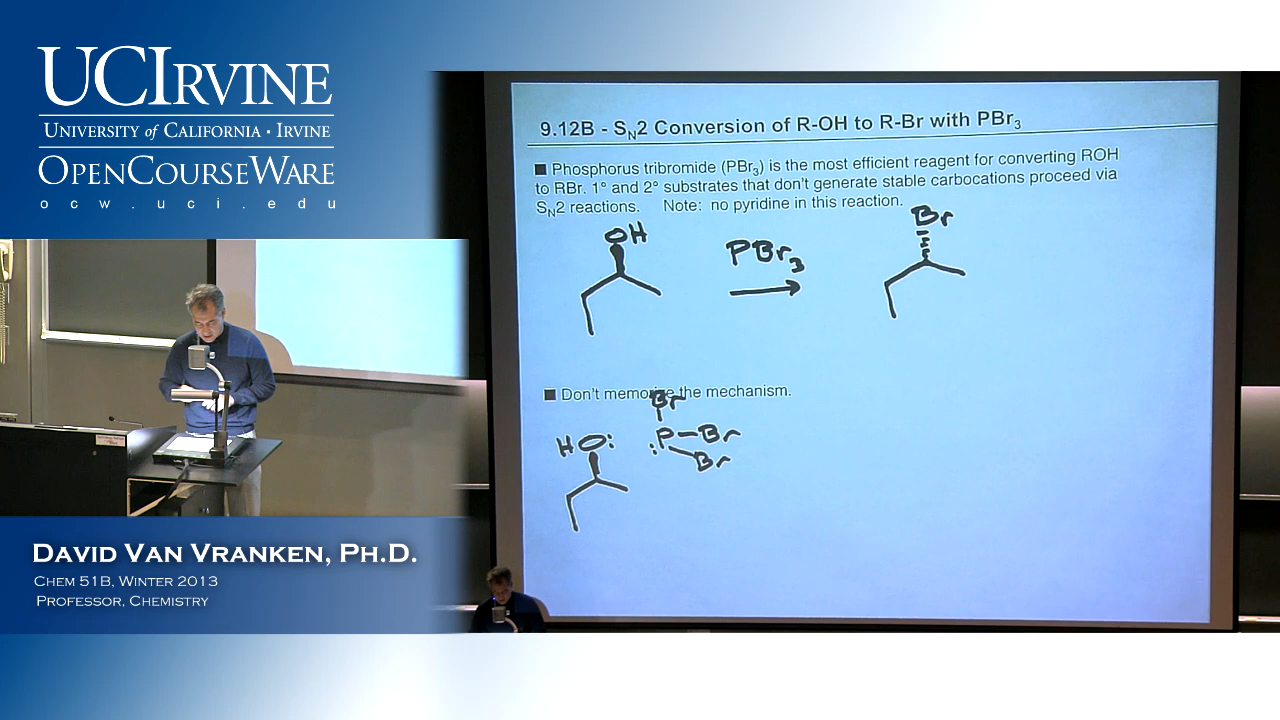 UCIRVINE
UNIVERSITY of CALIFORNIA · IRVINE
OPENCOURSEWARE
ocw.uci.edu
9.12B - SN2 Conversion of R-OH to R-Br with PBr3
■ Phosphorus tribromide (PBr3) is the most efficient reagent for converting ROH
to RBr. 1° and 2° substrates that don't generate stable carbocations proceed via
SN2 reactions. Note: no pyridine in this reaction.
OH
PBr3
Br
■ Don't memorize the mechanism.
Br
HO:
:P-Br
Br
DAVID VAN VRANKEN, PH.D.
CHEM 51B, WINTER 2013
PROFESSOR, CHEMISTRY